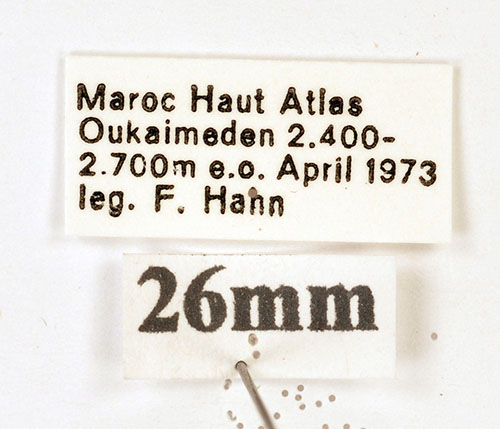 Maroc Haut Atlas
Oukaimeden 2.400-
2.700m e.o. April 1973
leg. F. Hahn
26mm